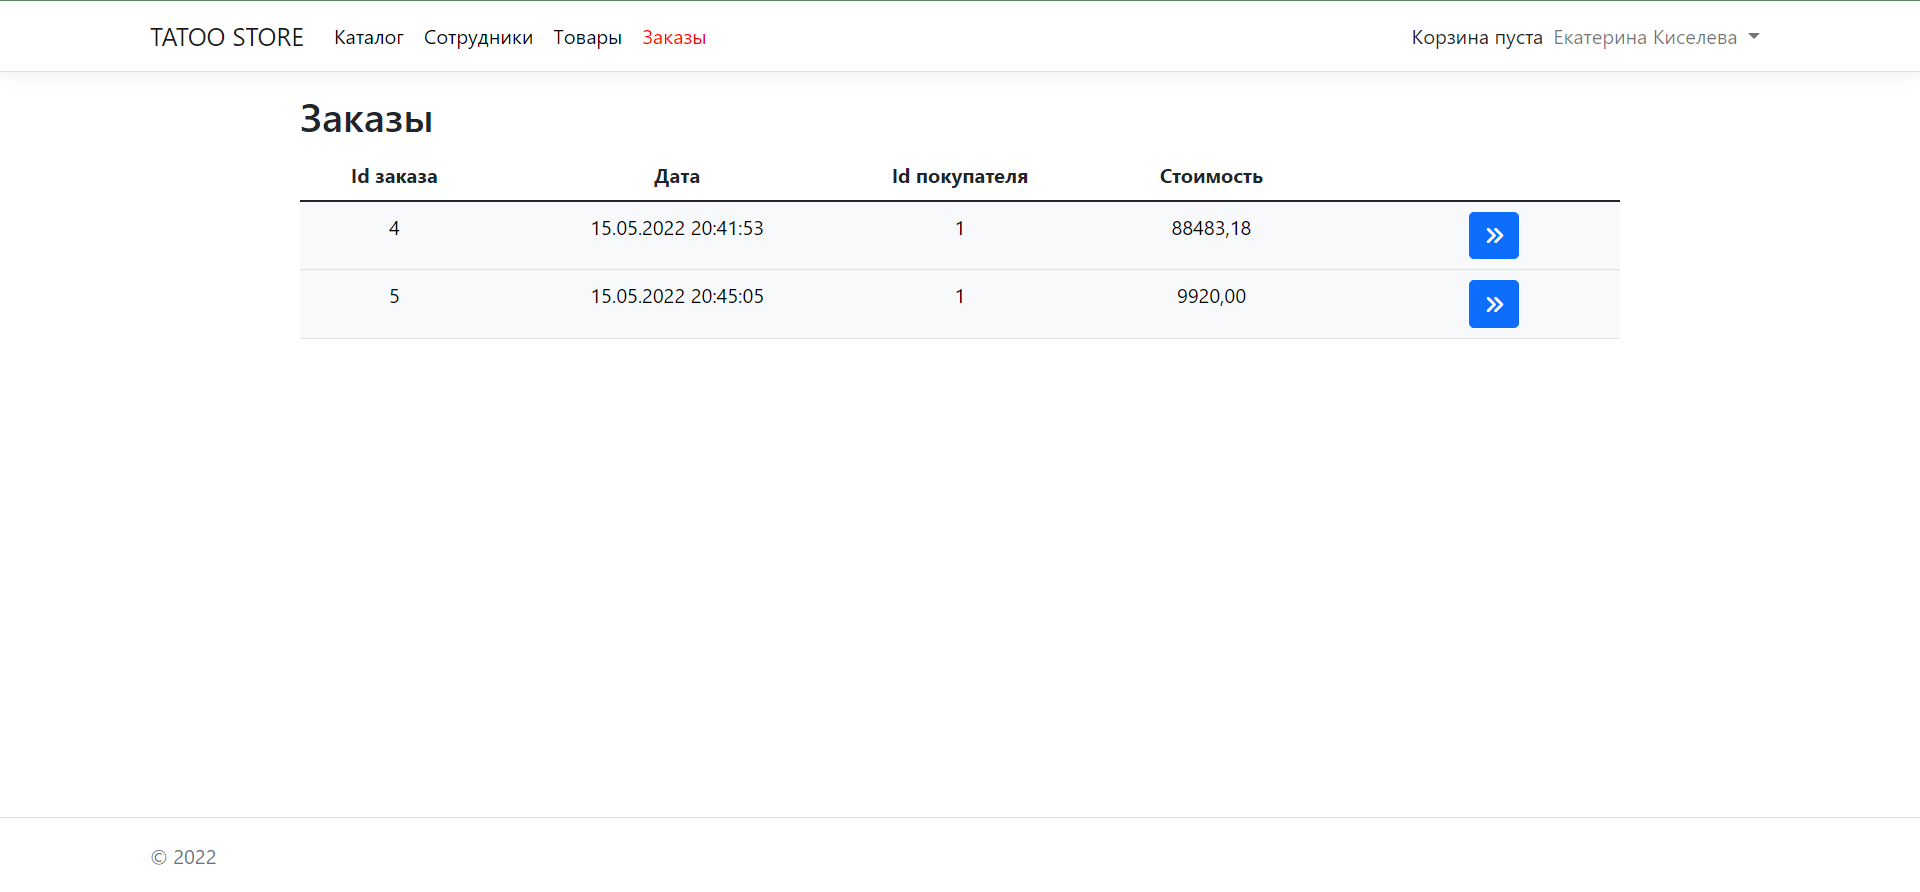 TATOO STORE Каталог Сотрудники Товары Заказы Корзина пуста Екатерина Киселева
Заказы
Id заказа Дата Id покупателя Стоимость
4 15.05.2022 20:41:53 1 88483,18
5 15.05.2022 20:45:05 1 9920,00
© 2022